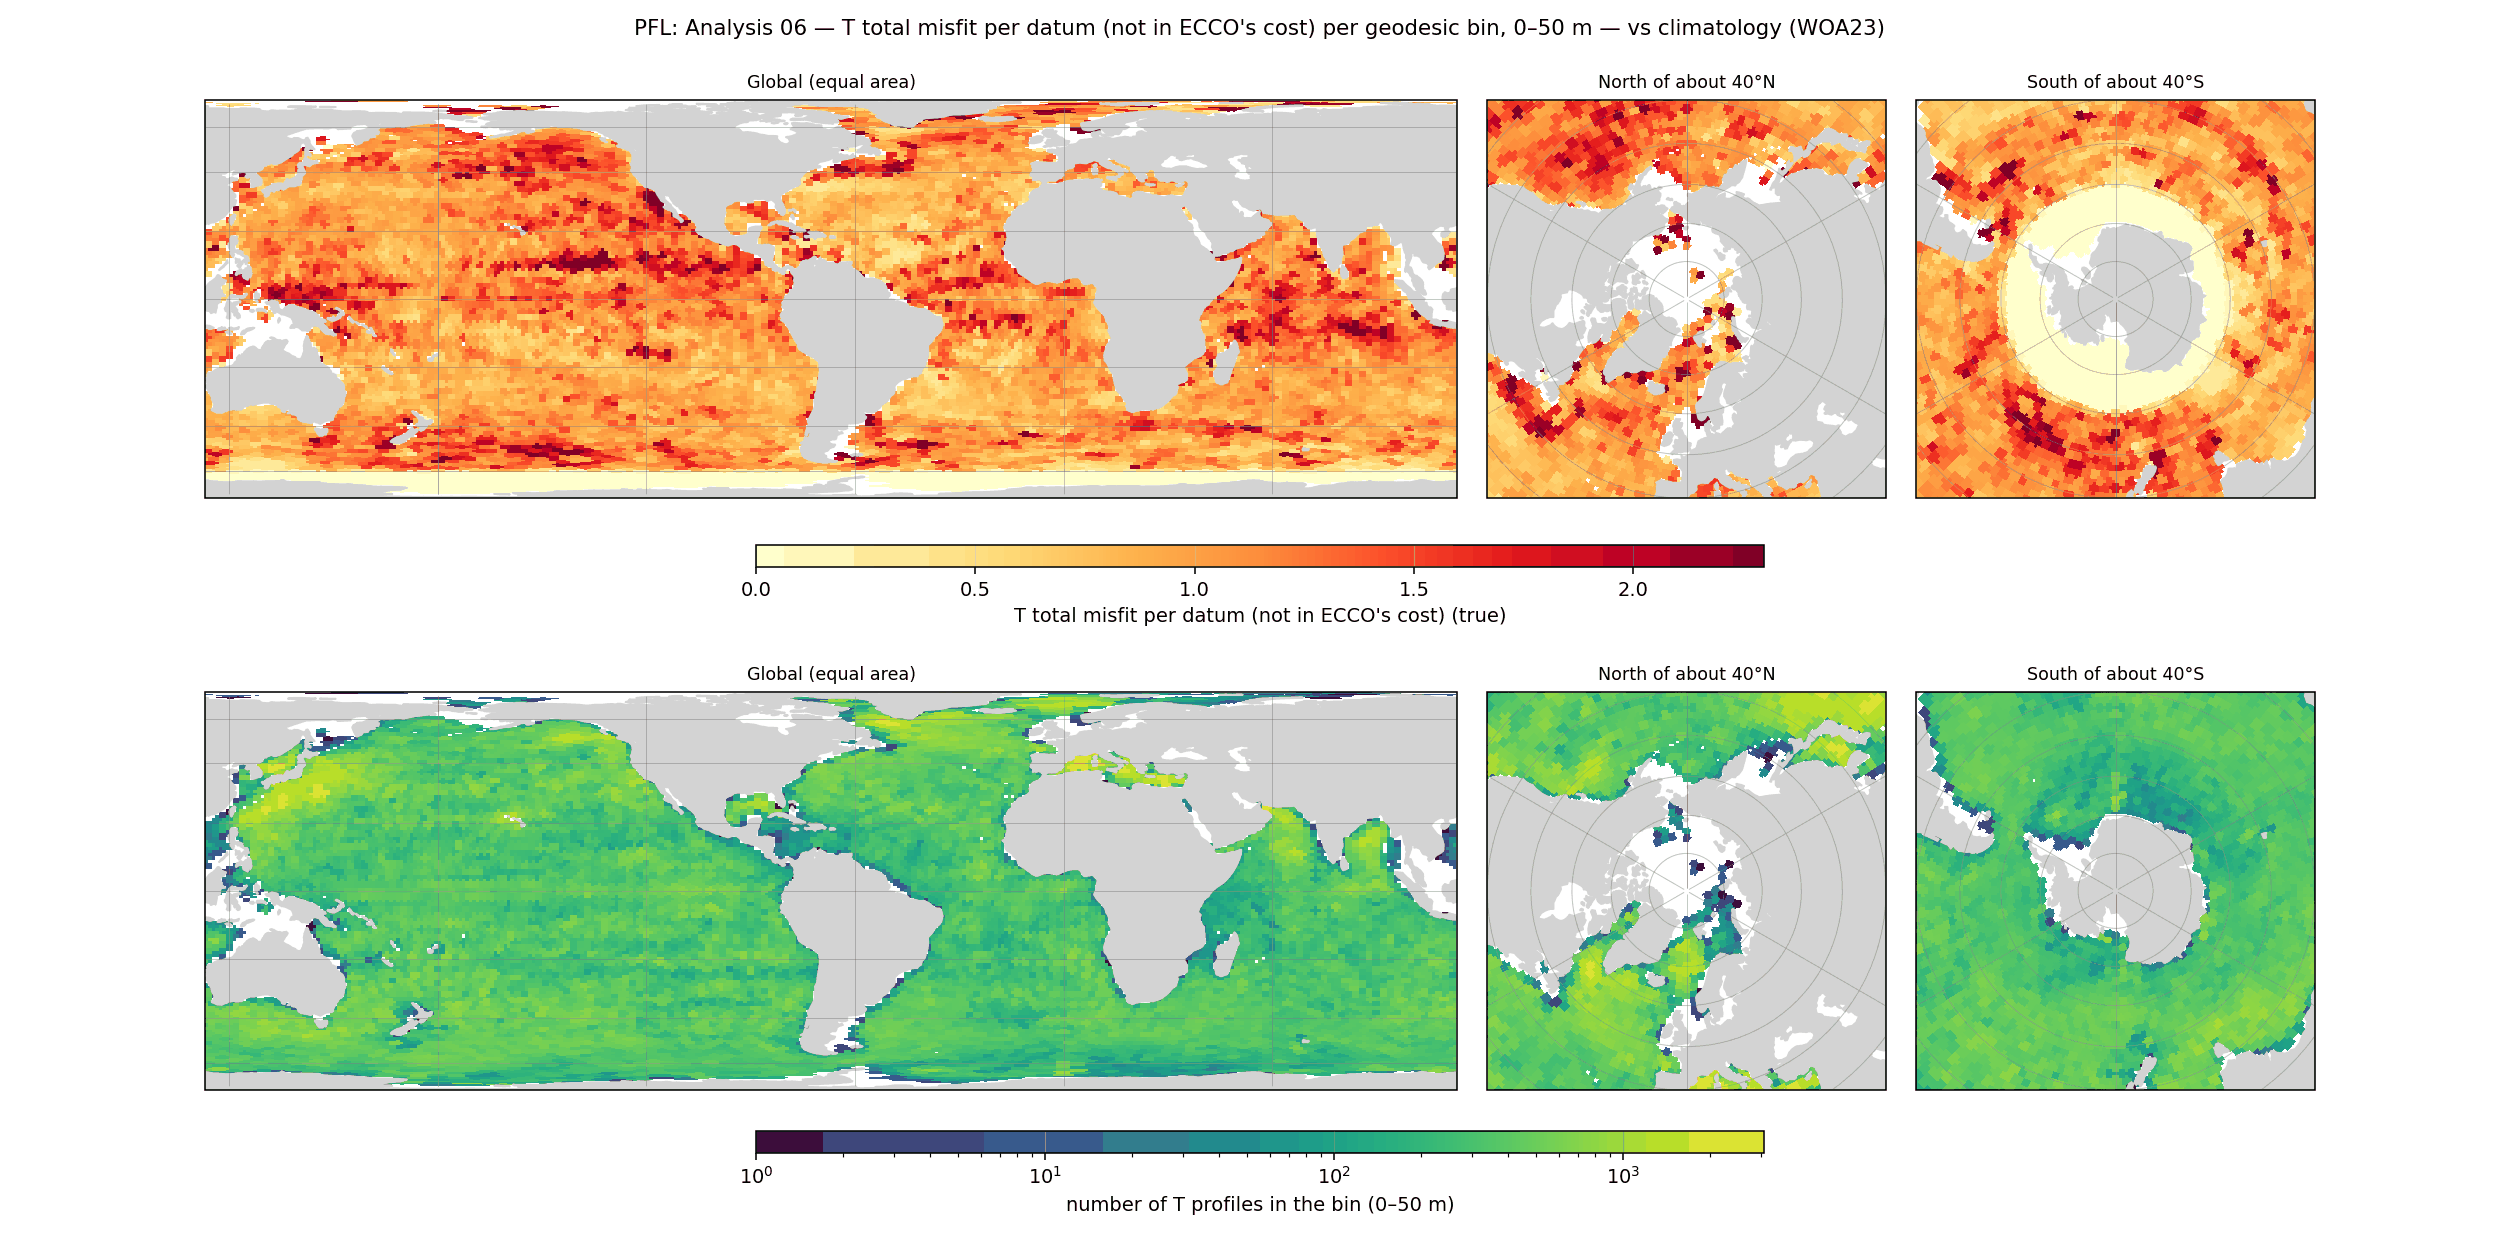 PFL: Analysis 06 — T total misfit per datum (not in ECCO's cost) per geodesic bin, 0–50 m — vs climatology (WOA23)
Global (equal area)
North of about 40°N
South of about 40°S
0.0
0.5
1.0
1.5
2.0
T total misfit per datum (not in ECCO's cost) (true)
Global (equal area)
North of about 40°N
South of about 40°S
10⁰
10¹
10²
10³
number of T profiles in the bin (0–50 m)